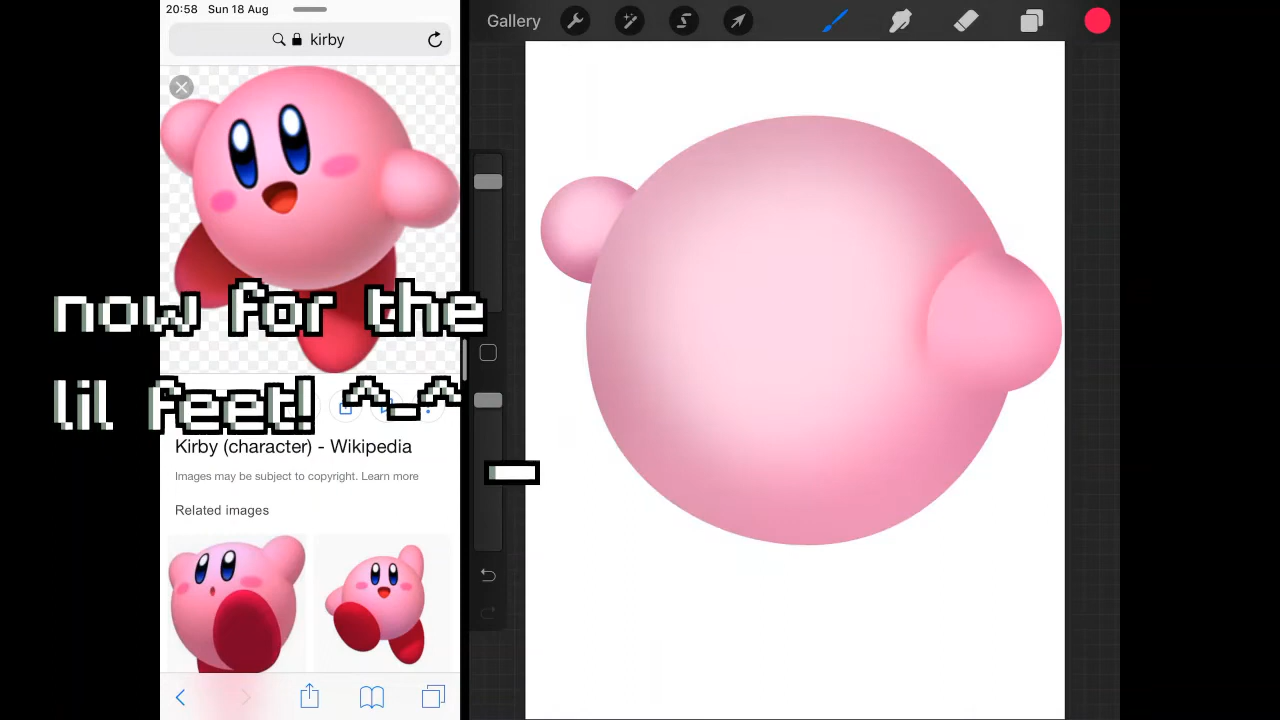 20:58 Sun 18 Aug
kirby
Gallery
now for the
lil feet! ^-^
Kirby (character) - Wikipedia
Images may be subject to copyright. Learn more
Related images